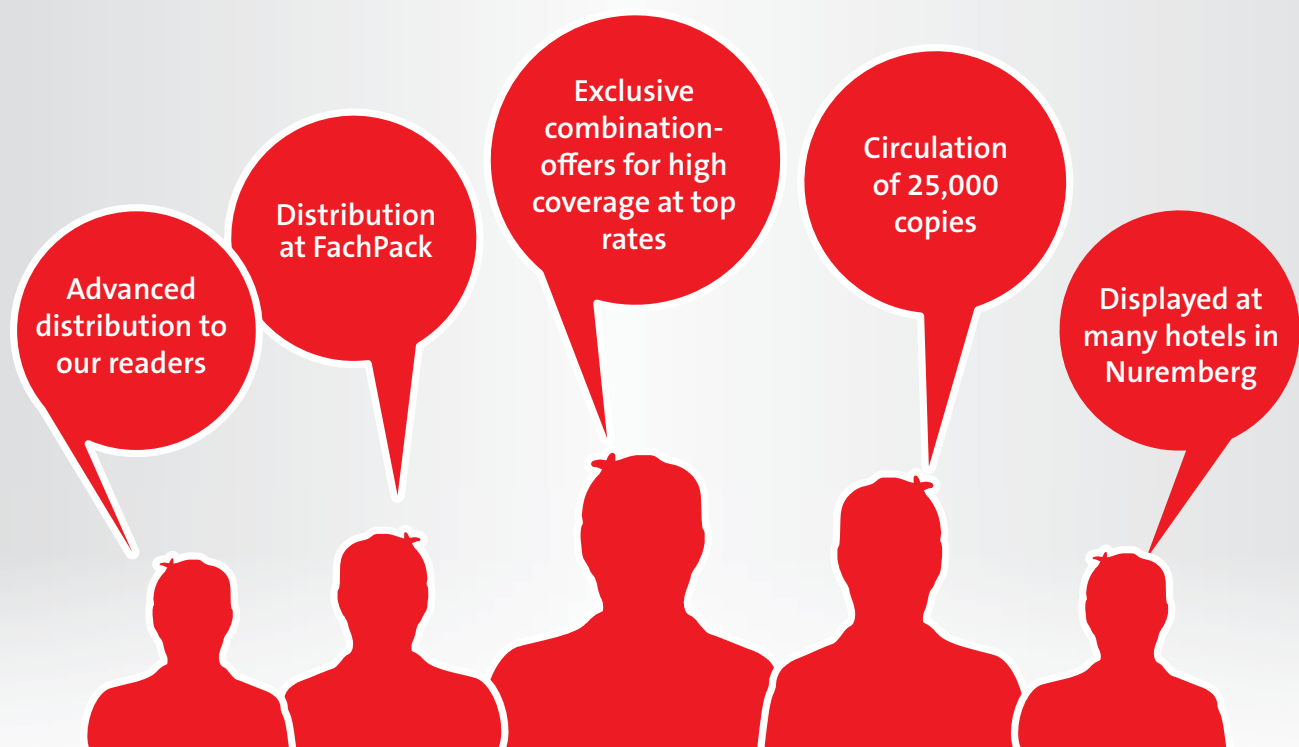 Advanced
distribution to
our readers
Distribution
at FachPack
Exclusive
combination-
offers for high
coverage at top
rates
Circulation
of 25,000
copies
Displayed at
many hotels in
Nuremberg